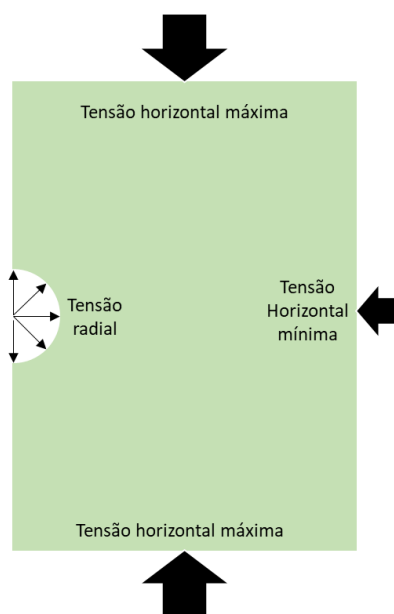 Tensão horizontal máxima
Tensão
radial
Tensão
Horizontal
mínima
Tensão horizontal máxima